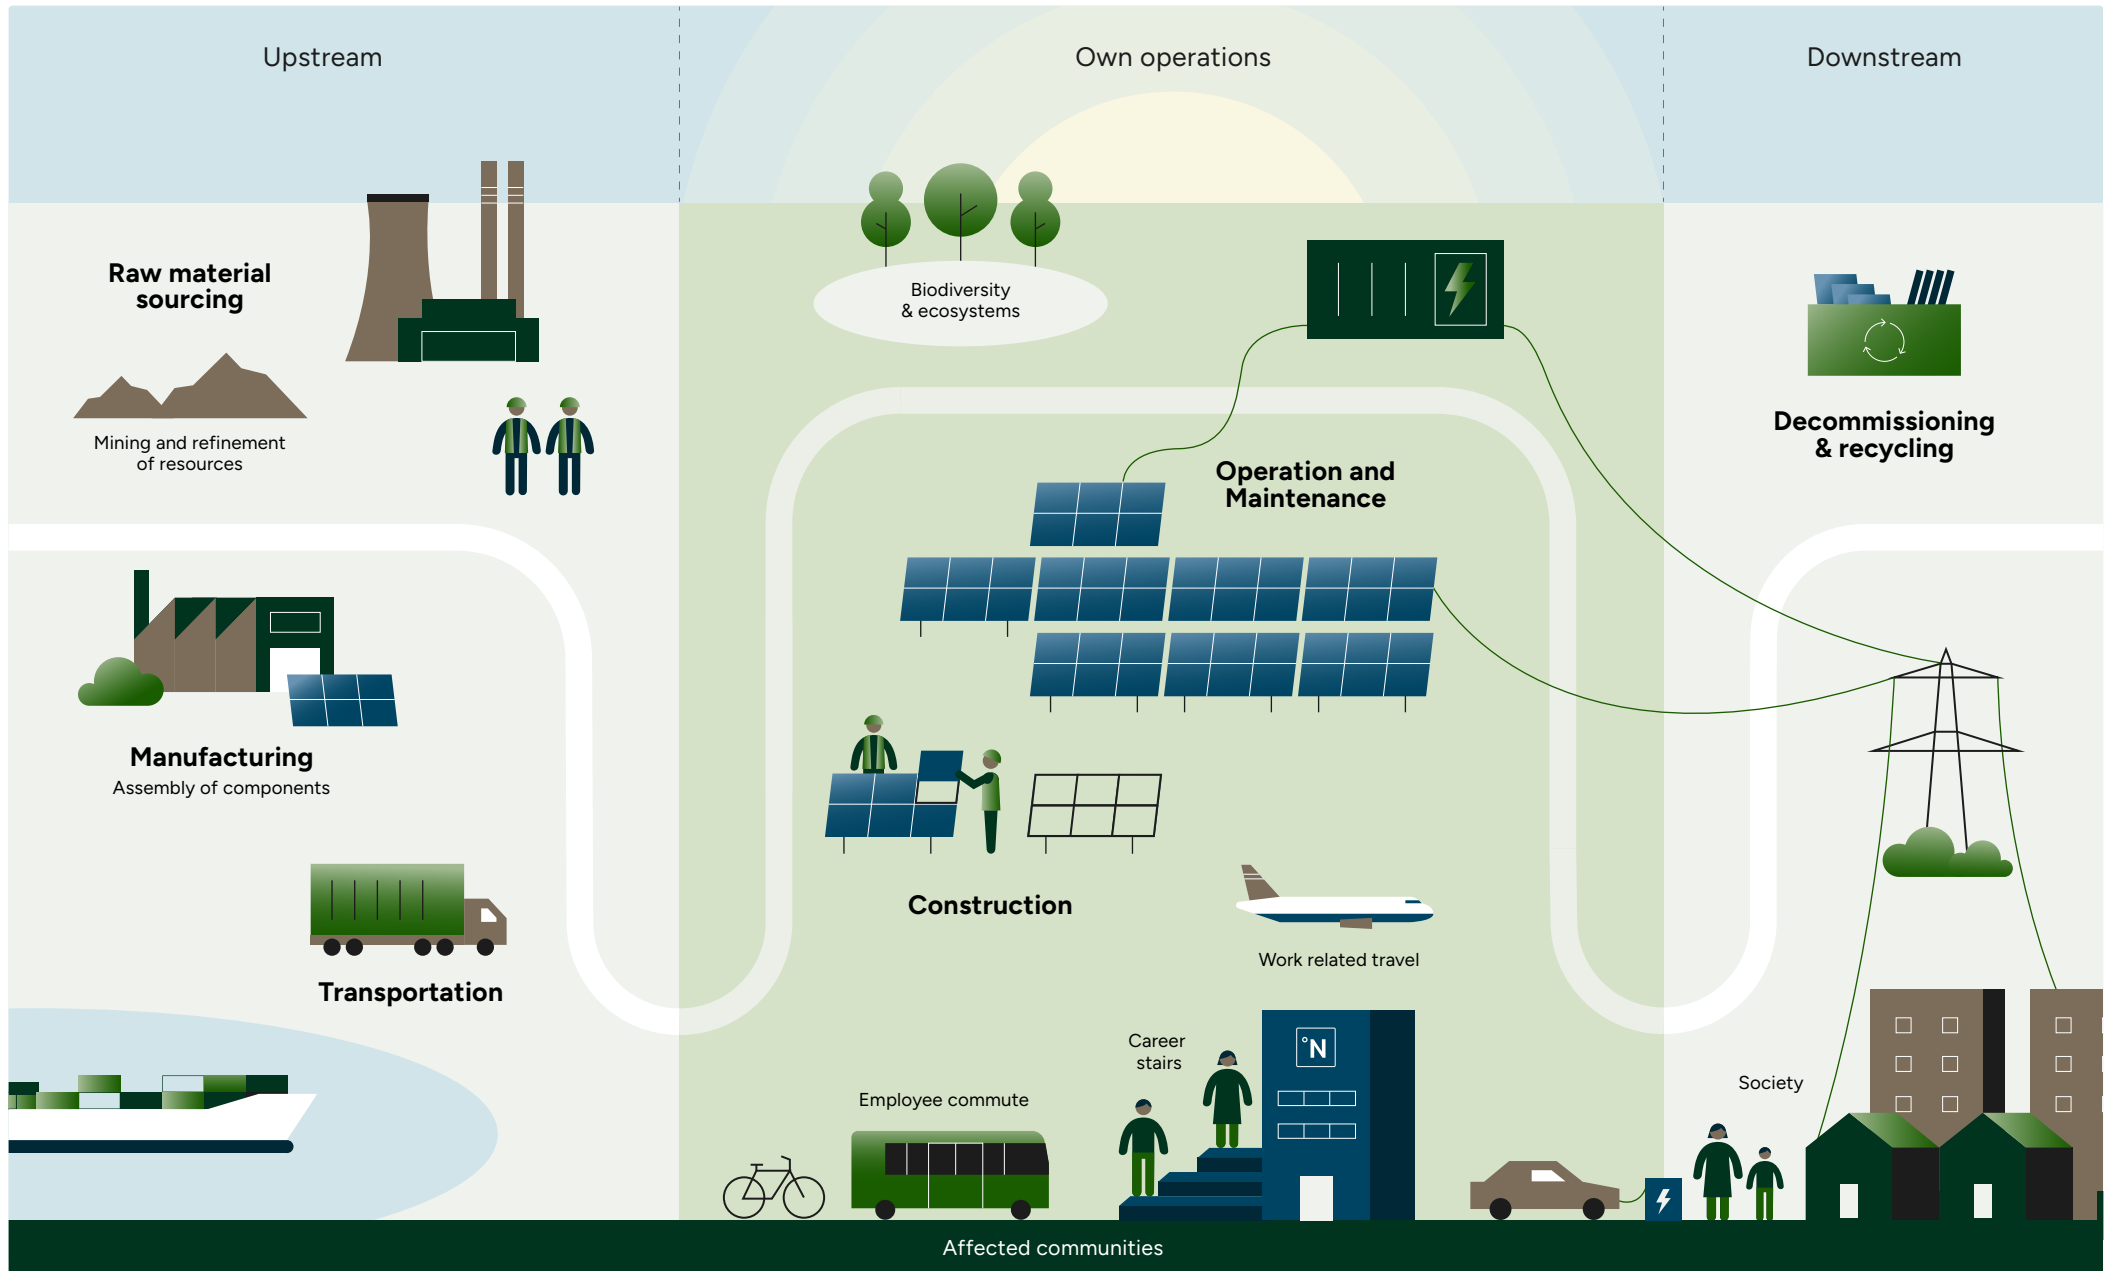 Upstream
Own operations
Downstream
Raw material
sourcing
Mining and refinement
of resources
Manufacturing
Assembly of components
Transportation
Biodiversity
& ecosystems
Operation and
Maintenance
Construction
Work related travel
Career
stairs
Employee commute
°N
Decommissioning
& recycling
Society
Affected communities